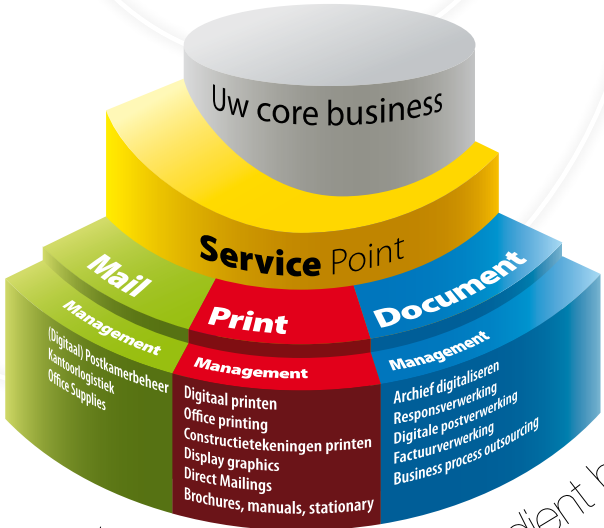 Uw core business
Service Point
Mail
Management
(Digitaal) Postkamerbeheer
Kantoorlogistiek
Office Supplies
Print
Management
Digitaal printen
Office printing
Constructietekeningen printen
Display graphics
Direct Mailings
Brochures, manuals, stationary
Document
Management
Archief digitaliseren
Responsverwerking
Digitale postverwerking
Factuurverwerking
Business process outsourcing